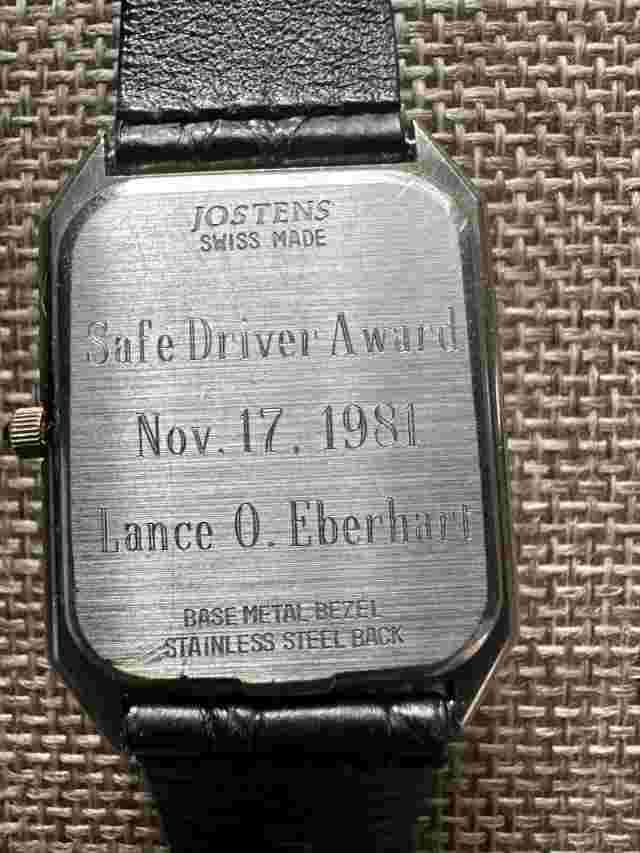 JOSTENS
SWISS MADE
Safe Driver Award
Nov. 17, 1981
Lance O. Eberhart
BASE METAL BEZEL
STAINLESS STEEL BACK